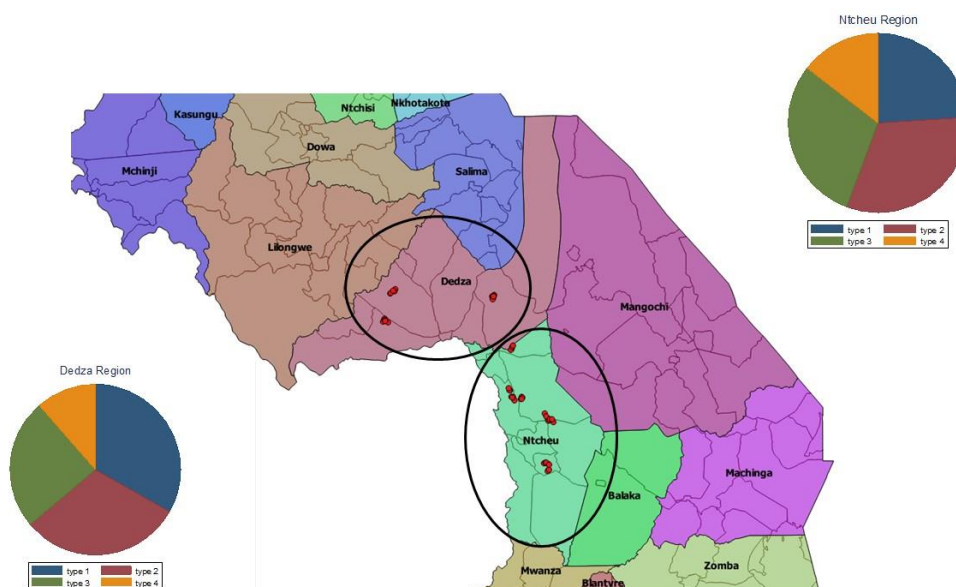 Ntcheu Region
type 1 type 2
type 3 type 4
Nkhotakota
Ntchisi
Kasungu
Dowa
Mchinji
Salima
Lilongwe
Dedza
Mangochi
Dedza Region
type 1 type 2
type 3 type 4
Ntcheu
Machinga
Balaka
Zomba
Mwanza
Blantyre